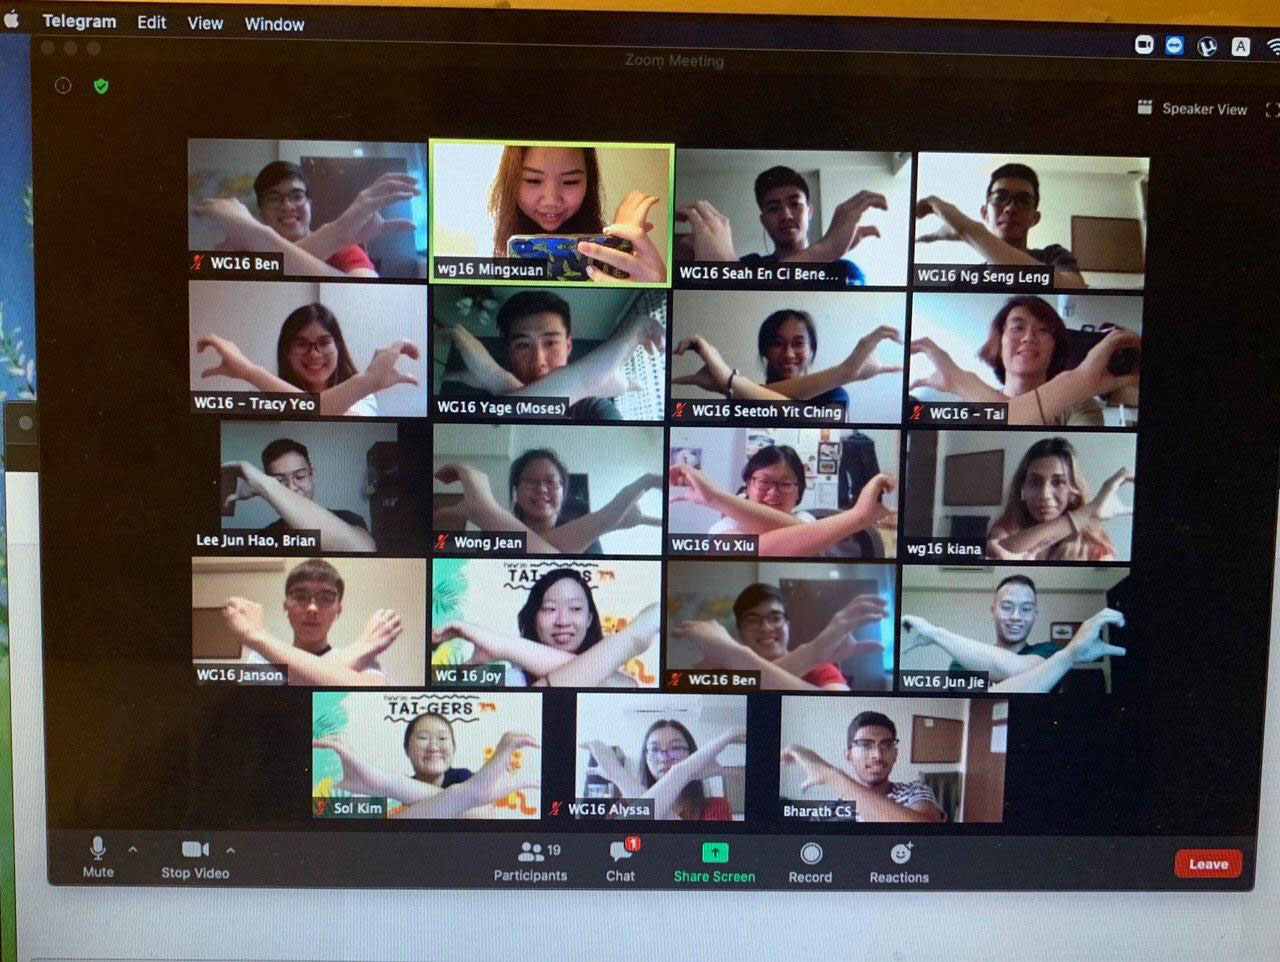 Telegram Edit View Window
A
Zoom Meeting
Speaker View
WG16 Ben
wg16 Mingxuan
WG16 Seah En Ci Bene...
WG16 Ng Seng Leng
WG16 – Tracy Yeo
WG16 Yage (Moses)
WG16 Seetoh Yit Ching
WG16 – Tai
Lee Jun Hao, Brian
Wong Jean
WG16 Yu Xiu
wg16 kiana
TAI-GERS
WG16 Janson
WG 16 Joy
WG16 Ben
WG16 Jun Jie
TAI-GERS
Sol Kim
WG16 Alyssa
Bharath CS
19
1
Mute
Stop Video
Participants
Chat
Share Screen
Record
Reactions
Leave